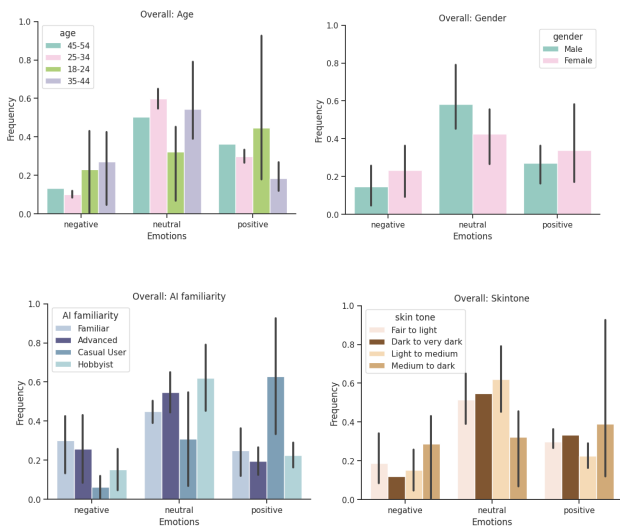 Overall: Age
1.0
0.8
0.6
0.4
0.2
0.0
Frequency
age
45-54
25-34
18-24
35-44
negative
neutral
positive
Emotions
Overall: Gender
1.0
0.8
0.6
0.4
0.2
0.0
Frequency
gender
Male
Female
negative
neutral
positive
Emotions
Overall: AI familiarity
1.0
0.8
0.6
0.4
0.2
0.0
Frequency
AI familiarity
Familiar
Advanced
Casual User
Hobbyist
negative
neutral
positive
Emotions
Overall: Skintone
1.0
0.8
0.6
0.4
0.2
0.0
Frequency
skin tone
Fair to light
Dark to very dark
Light to medium
Medium to dark
negative
neutral
positive
Emotions